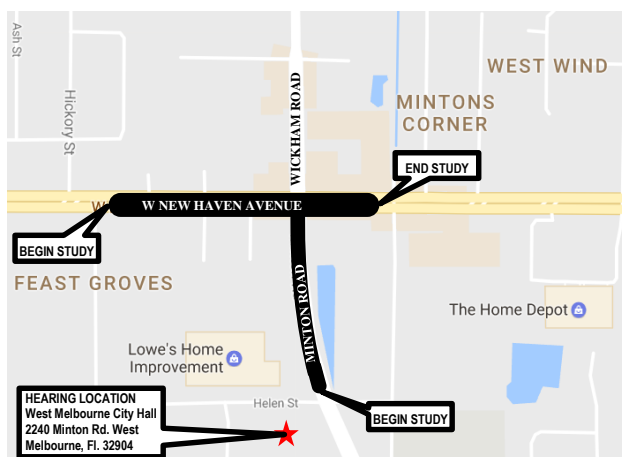 Ash St
Hickory St
WICKHAM ROAD
WEST WIND
MINTONS
CORNER
END STUDY
W
W NEW HAVEN AVENUE
BEGIN STUDY
FEAST GROVES
MINTON ROAD
The Home Depot
Lowe's Home
Improvement
HEARING LOCATION
West Melbourne City Hall
2240 Minton Rd. West
Melbourne, Fl. 32904
Helen St
BEGIN STUDY